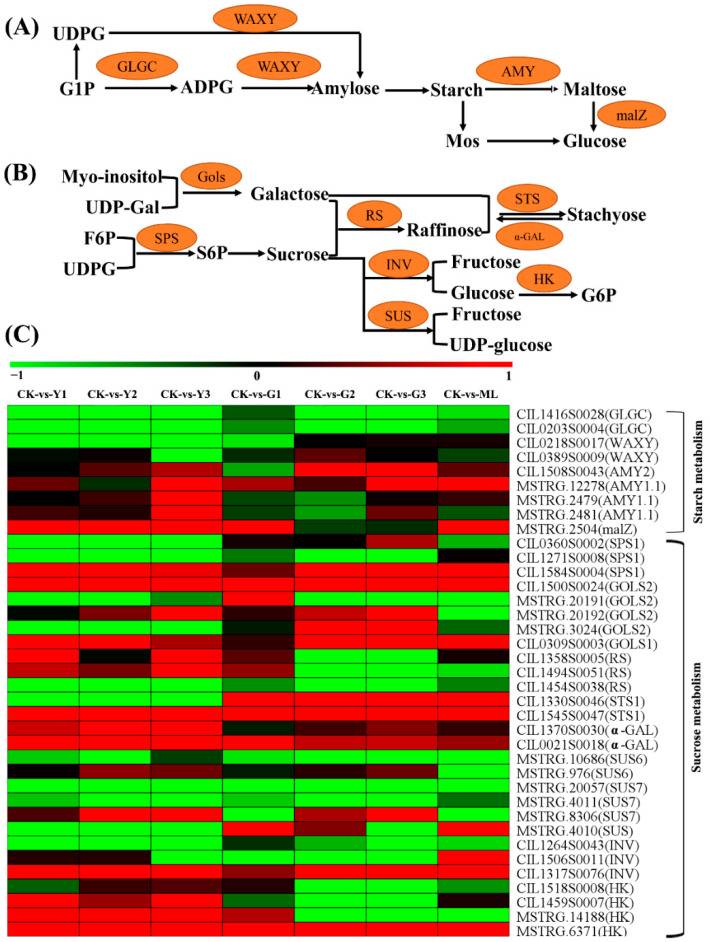 (A)
WAXY
UDPG
GLGC
WAXY
AMY
G1P
ADPG
Amylose
Starch
Maltose
malZ
Mos
Glucose
(B)
Myo-inositol
Gols
UDP-Gal
Galactose
STS
RS
Stachyose
F6P
SPS
Raffinose
α-GAL
UDPG
S6P
Sucrose
INV
Fructose
HK
Glucose
G6P
SUS
Fructose
UDP-glucose
(C)
−1 0 1
CK-vs-Y1 CK-vs-Y2 CK-vs-Y3 CK-vs-G1 CK-vs-G2 CK-vs-G3 CK-vs-ML
CIL1416S0028(GLGC)
CIL0203S0004(GLGC)
CIL0218S0017(WAXY)
CIL0389S0009(WAXY)
CIL1508S0043(AMY2)
MSTRG.12278(AMY1.1)
MSTRG.2479(AMY1.1)
MSTRG.2481(AMY1.1)
MSTRG.2504(malZ)
Starch metabolism
CIL0360S0002(SPS1)
CIL1271S0008(SPS1)
CIL1584S0004(SPS1)
CIL1500S0024(GOLS2)
MSTRG.20191(GOLS2)
MSTRG.20192(GOLS2)
MSTRG.3024(GOLS2)
CIL0309S0003(GOLS1)
CIL1358S0005(RS)
CIL1494S0051(RS)
CIL1454S0038(RS)
CIL1330S0046(STS1)
CIL1545S0047(STS1)
CIL1370S0030(α-GAL)
CIL0021S0018(α-GAL)
MSTRG.10686(SUS6)
MSTRG.976(SUS6)
MSTRG.20057(SUS7)
MSTRG.4011(SUS7)
MSTRG.8306(SUS7)
MSTRG.4010(SUS)
CIL1264S0043(INV)
CIL1506S0011(INV)
CIL1317S0076(INV)
CIL1518S0008(HK)
CIL1459S0007(HK)
MSTRG.14188(HK)
MSTRG.6371(HK)
Sucrose metabolism